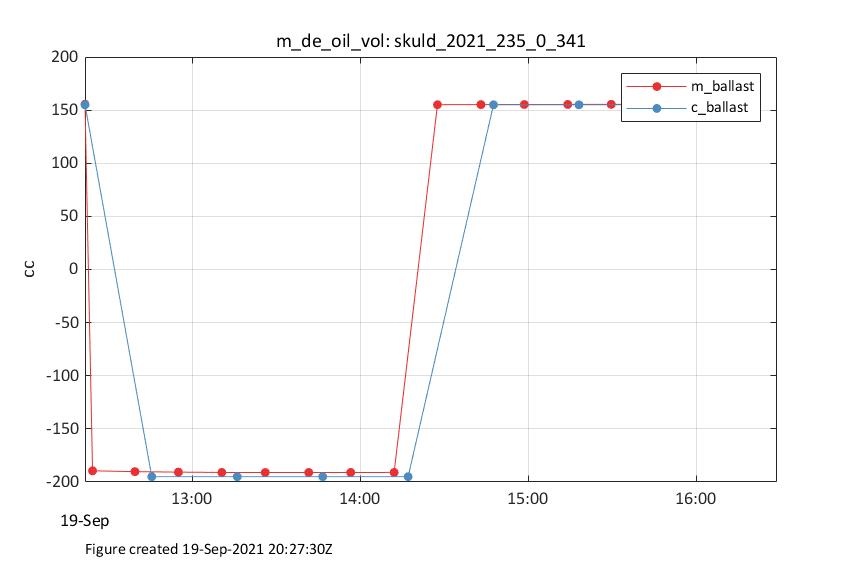 m_de_oil_vol: skuld_2021_235_0_341
200
150
100
50
0
-50
-100
-150
-200
cc
m_ballast
c_ballast
13:00
14:00
15:00
16:00
19-Sep
Figure created 19-Sep-2021 20:27:30Z